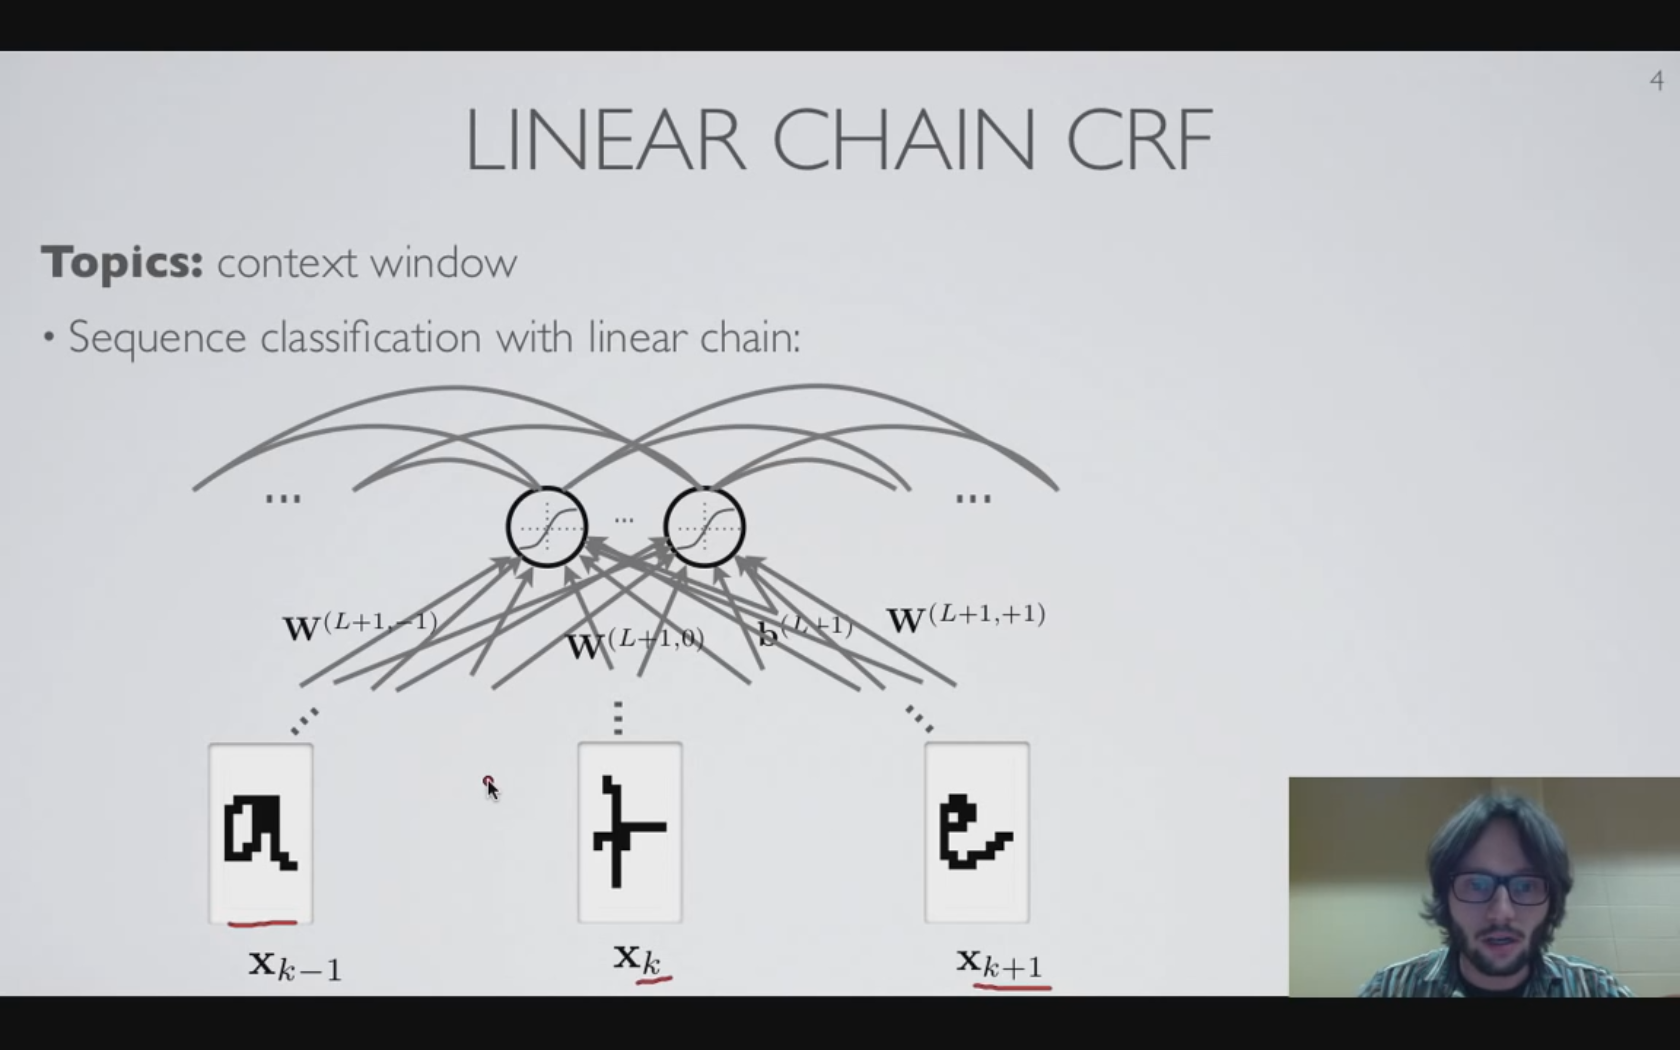 4
LINEAR CHAIN CRF
Topics: context window
• Sequence classification with linear chain:
...
...
...
W^(L+1,−1)
W^(L+1,0)
b^(L+1)
W^(L+1,+1)
a
t
e
x_{k−1}
x_k
x_{k+1}